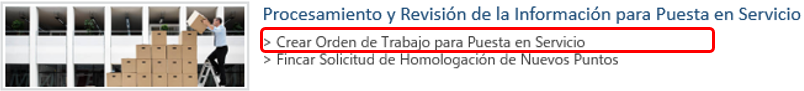 Procesamiento y Revisión de la Información para Puesta en Servicio
> Crear Orden de Trabajo para Puesta en Servicio
> Fincar Solicitud de Homologación de Nuevos Puntos